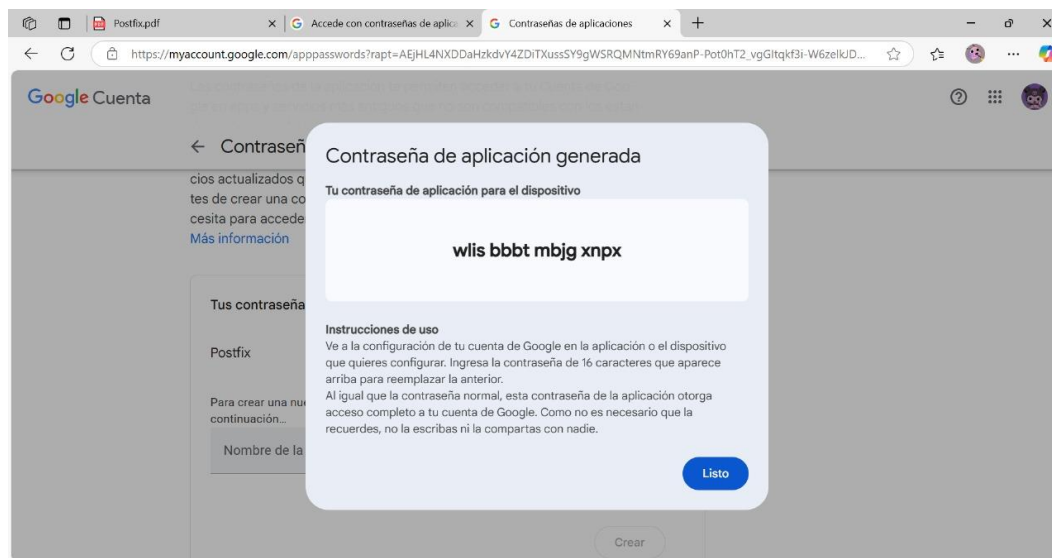 Postfix.pdf
Accede con contraseñas de aplica
Contraseñas de aplicaciones
https://myaccount.google.com/apppasswords?rapt=
Google Cuenta
Contraseñ
cios actualizados q
tes de crear una co
cesita para accede
Más información
Tus contraseña
Postfix
Para crear una nue
continuación...
Nombre de la
Crear
Contraseña de aplicación generada
Tu contraseña de aplicación para el dispositivo
wlis bbbt mbjg xnpx
Instrucciones de uso
Ve a la configuración de tu cuenta de Google en la aplicación o el dispositivo
que quieres configurar. Ingresa la contraseña de 16 caracteres que aparece
arriba para reemplazar la anterior.
Al igual que la contraseña normal, esta contraseña de la aplicación otorga
acceso completo a tu cuenta de Google. Como no es necesario que la
recuerdes, no la escribas ni la compartas con nadie.
Listo